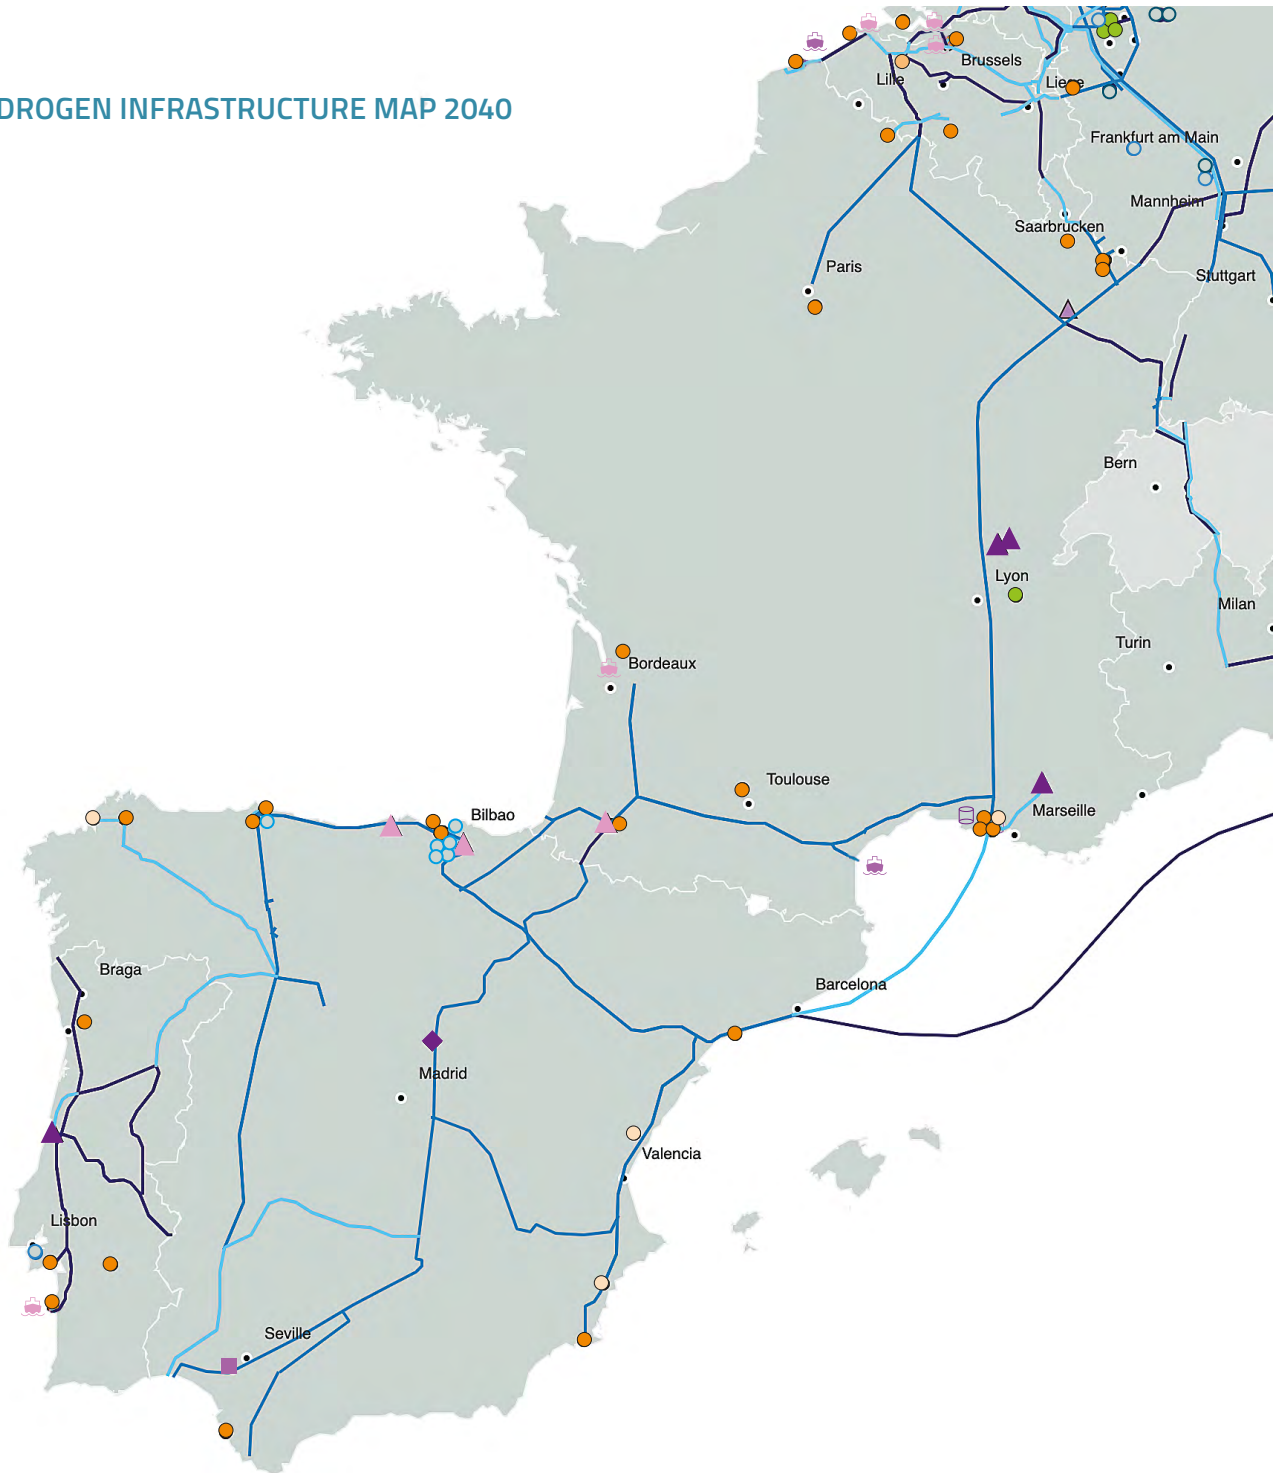 DROGEN INFRASTRUCTURE MAP 2040
Brussels
Lille
Liege
Frankfurt am Main
Mannheim
Saarbrücken
Paris
Stuttgart
Bern
Lyon
Milan
Turin
Bordeaux
Toulouse
Marseille
Bilbao
Braga
Barcelona
Madrid
Valencia
Lisbon
Seville